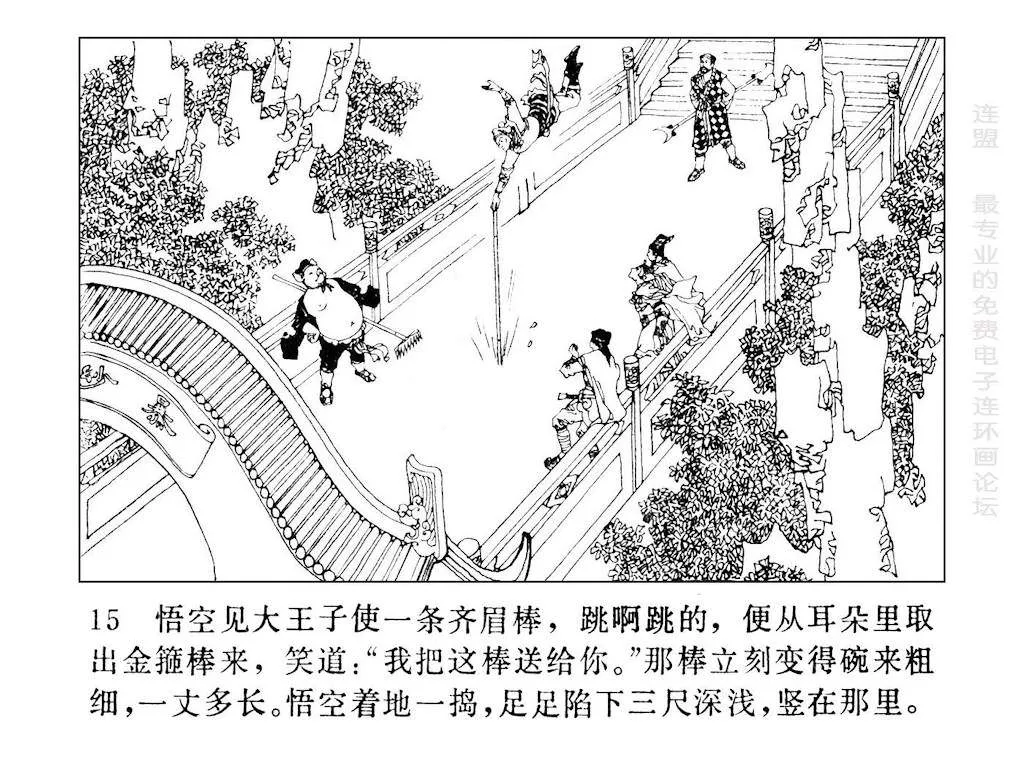 15 悟空见大王子使一条齐眉棒，跳啊跳的，便从耳朵里取
出金箍棒来，笑道：“我把这棒送给你。”那棒立刻变得碗来粗
细，一丈多长。悟空着地一捣，足足陷下三尺深浅，竖在那里。
连盟 最专业的免费电子连环画论坛